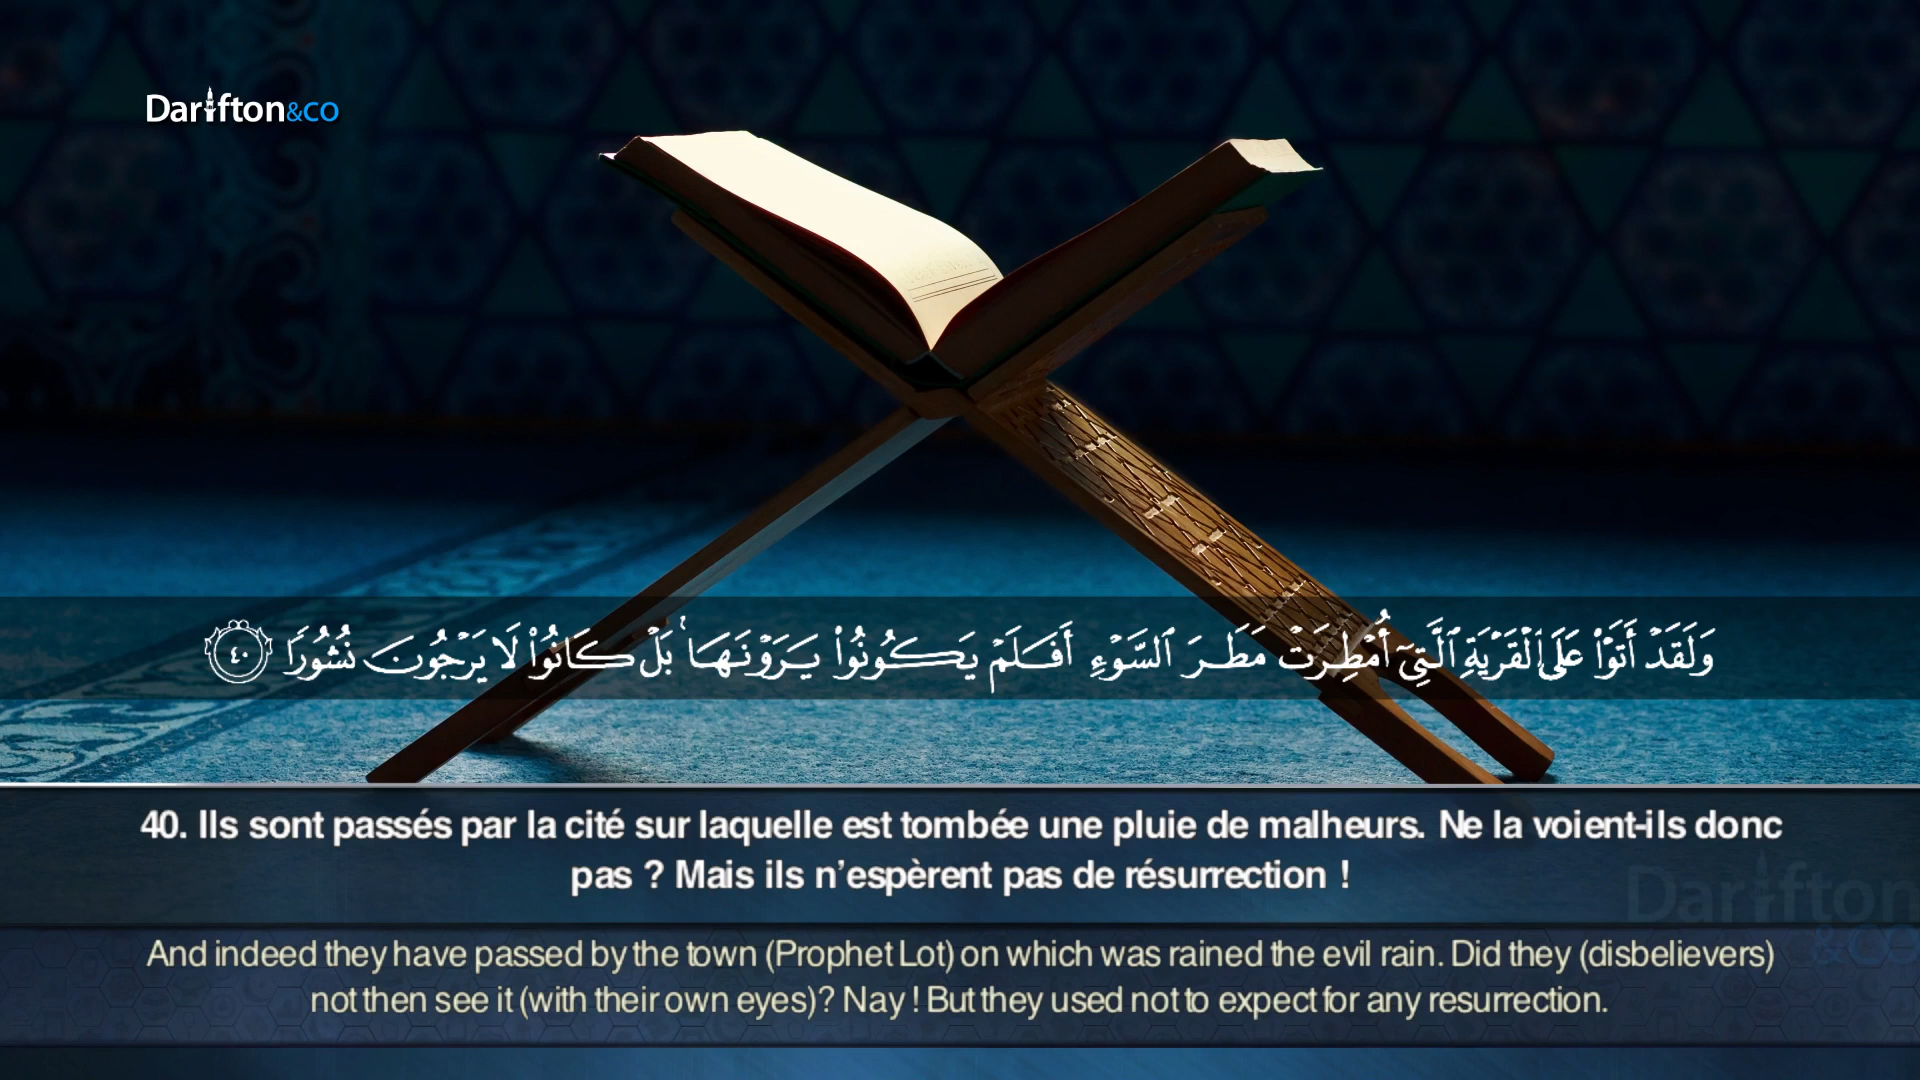 Darifton&co
وَلَقَدْ أَتَوْا۟ عَلَى ٱلْقَرْيَةِ ٱلَّتِىٓ أُمْطِرَتْ مَطَرَ ٱلسَّوْءِ ۚ أَفَلَمْ يَكُونُوا۟ يَرَوْنَهَا ۚ بَلْ كَانُوا۟ لَا يَرْجُونَ نُشُورًا ٤٠
40. Ils sont passés par la cité sur laquelle est tombée une pluie de malheurs. Ne la voient-ils donc
pas ? Mais ils n’espèrent pas de résurrection !
Darifton
&CO
And indeed they have passed by the town (Prophet Lot) on which was rained the evil rain. Did they (disbelievers)
not then see it (with their own eyes)? Nay ! But they used not to expect for any resurrection.